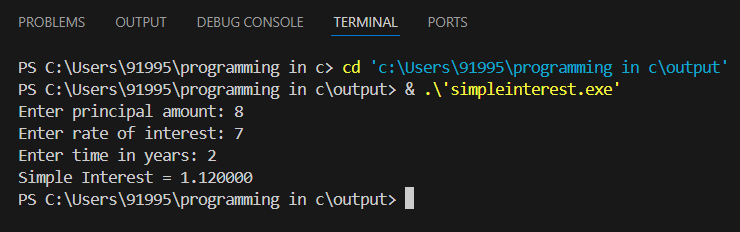 PROBLEMS OUTPUT DEBUG CONSOLE TERMINAL PORTS
PS C:\Users\91995\programming in c> cd 'c:\Users\91995\programming in c\output'
PS C:\Users\91995\programming in c\output> & .\'simpleinterest.exe'
Enter principal amount: 8
Enter rate of interest: 7
Enter time in years: 2
Simple Interest = 1.120000
PS C:\Users\91995\programming in c\output>